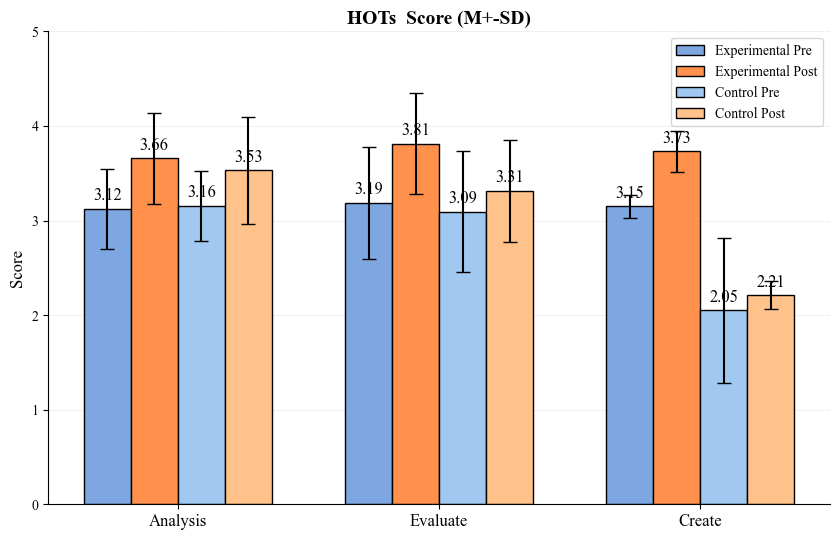 HOTs  Score (M+-SD)
Experimental Pre
Experimental Post
Control Pre
Control Post
Score
5
4
3
2
1
0
3.12
3.66
3.16
3.53
3.19
3.81
3.09
3.31
3.15
3.73
2.05
2.21
Analysis
Evaluate
Create